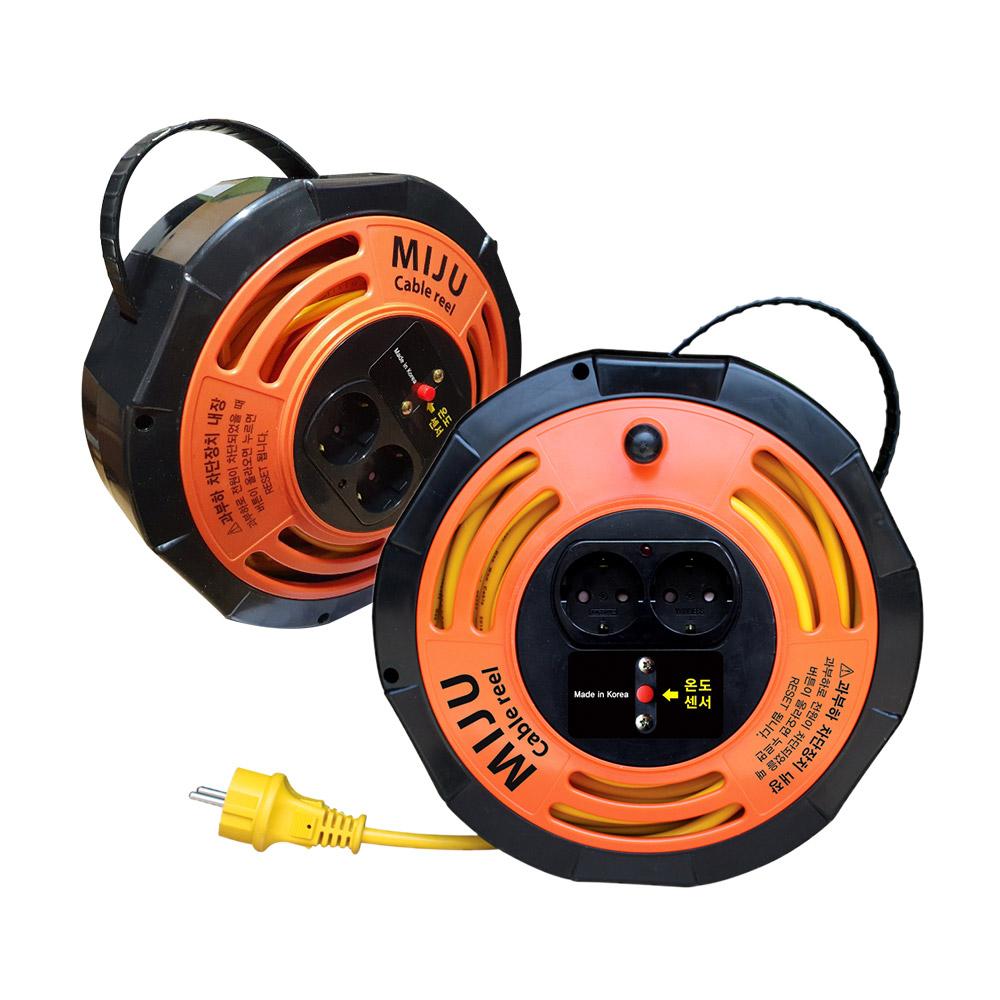 MIJU
Cable reel
Made in Korea
온도
센서
⚠과부하 차단장치 내장
과부하로 전원이 차단되었을 때
버튼이 올라오면 누르면
RESET 됩니다.
Made in Korea
온도
센서
MIJU
Cable reel
⚠과부하 차단장치 내장
과부하로 전원이 차단되었을 때
버튼이 올라오면 누르면
RESET 됩니다.